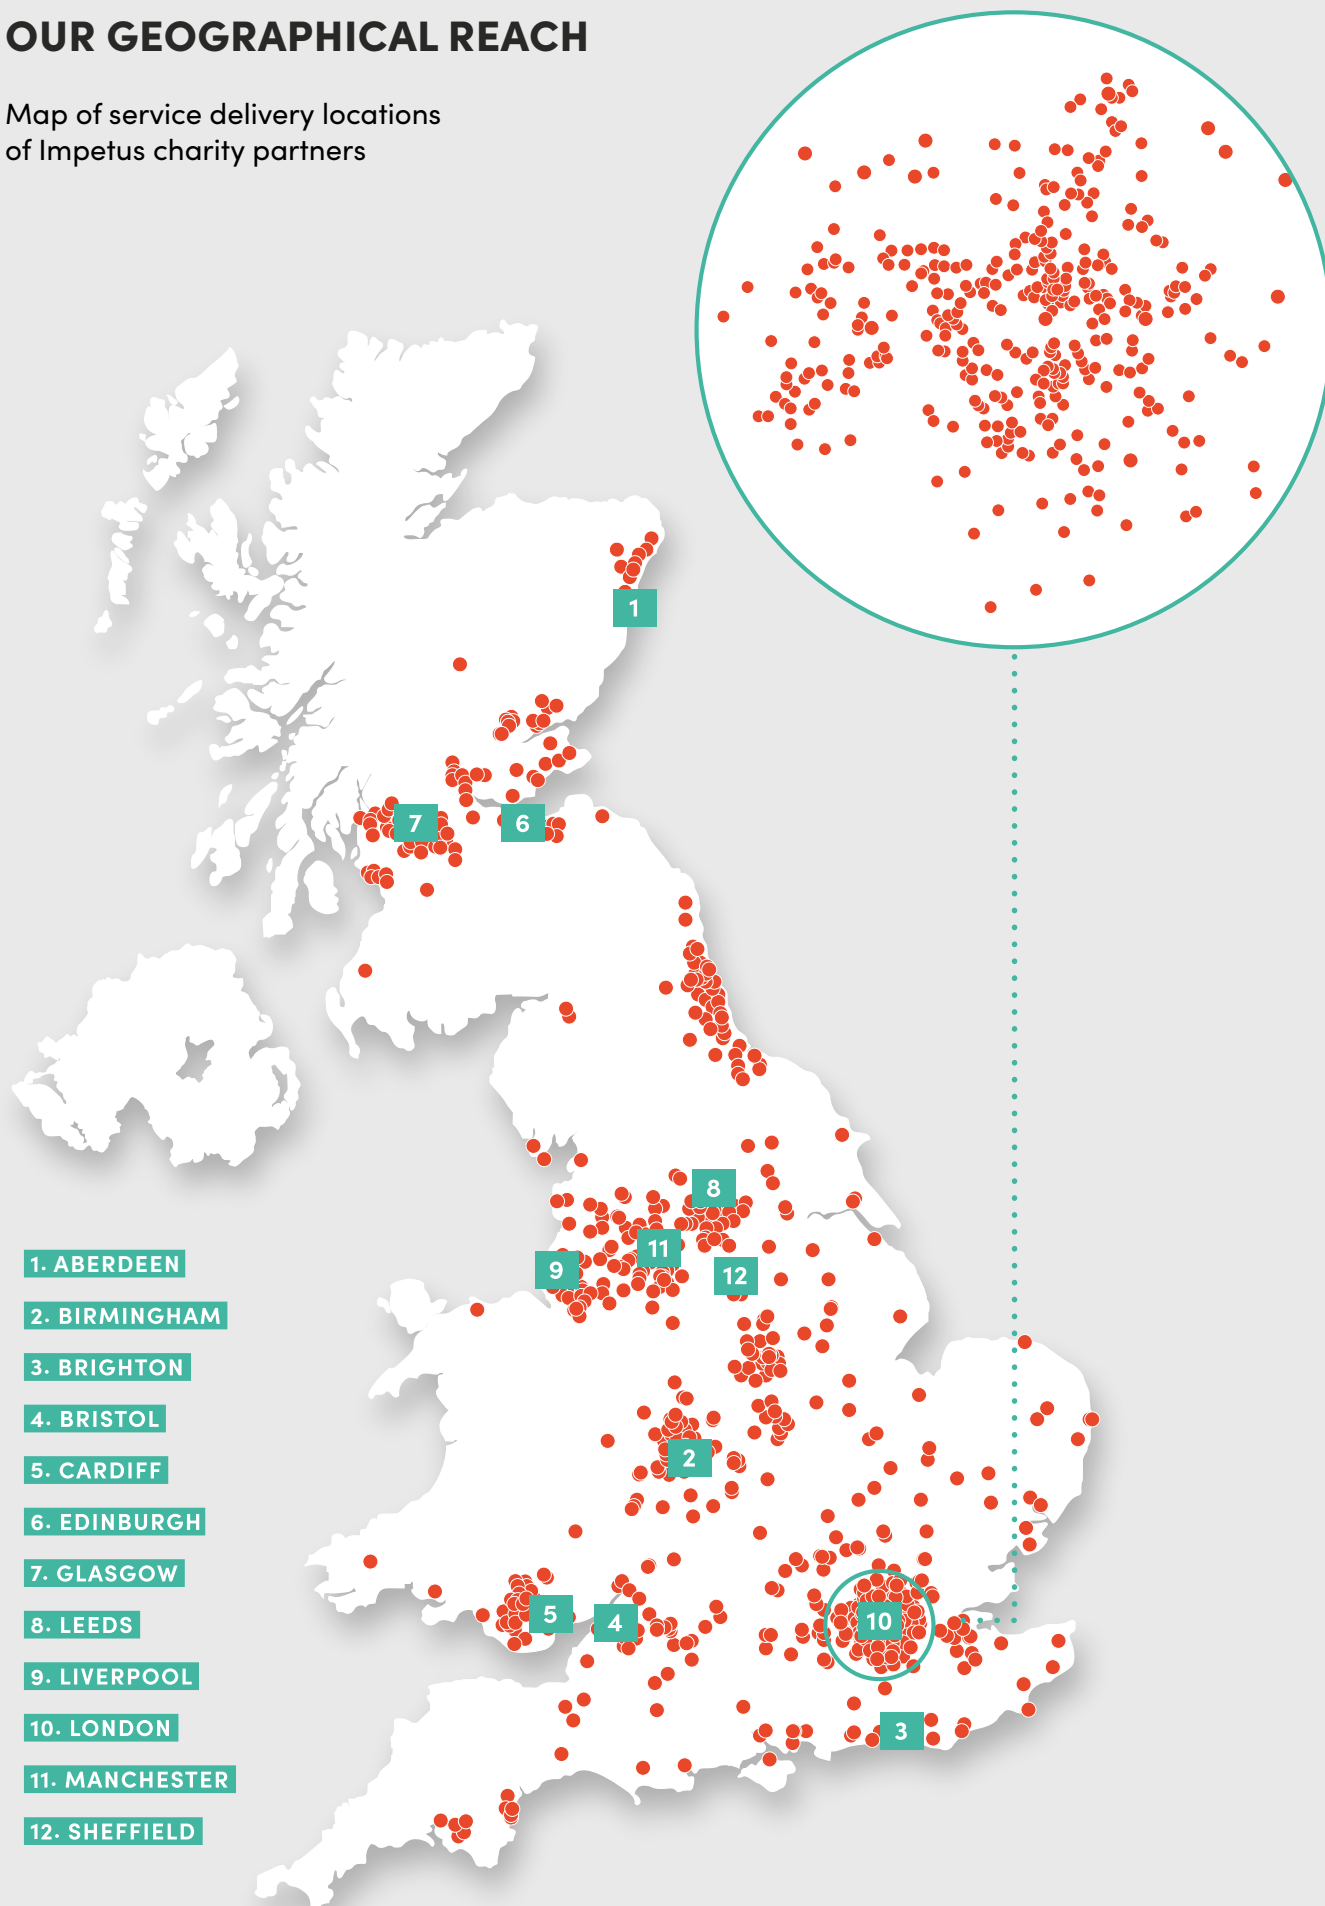 OUR GEOGRAPHICAL REACH
Map of service delivery locations
of Impetus charity partners
1
7
6
8
11
9
12
2
5
4
10
3
1. ABERDEEN
2. BIRMINGHAM
3. BRIGHTON
4. BRISTOL
5. CARDIFF
6. EDINBURGH
7. GLASGOW
8. LEEDS
9. LIVERPOOL
10. LONDON
11. MANCHESTER
12. SHEFFIELD